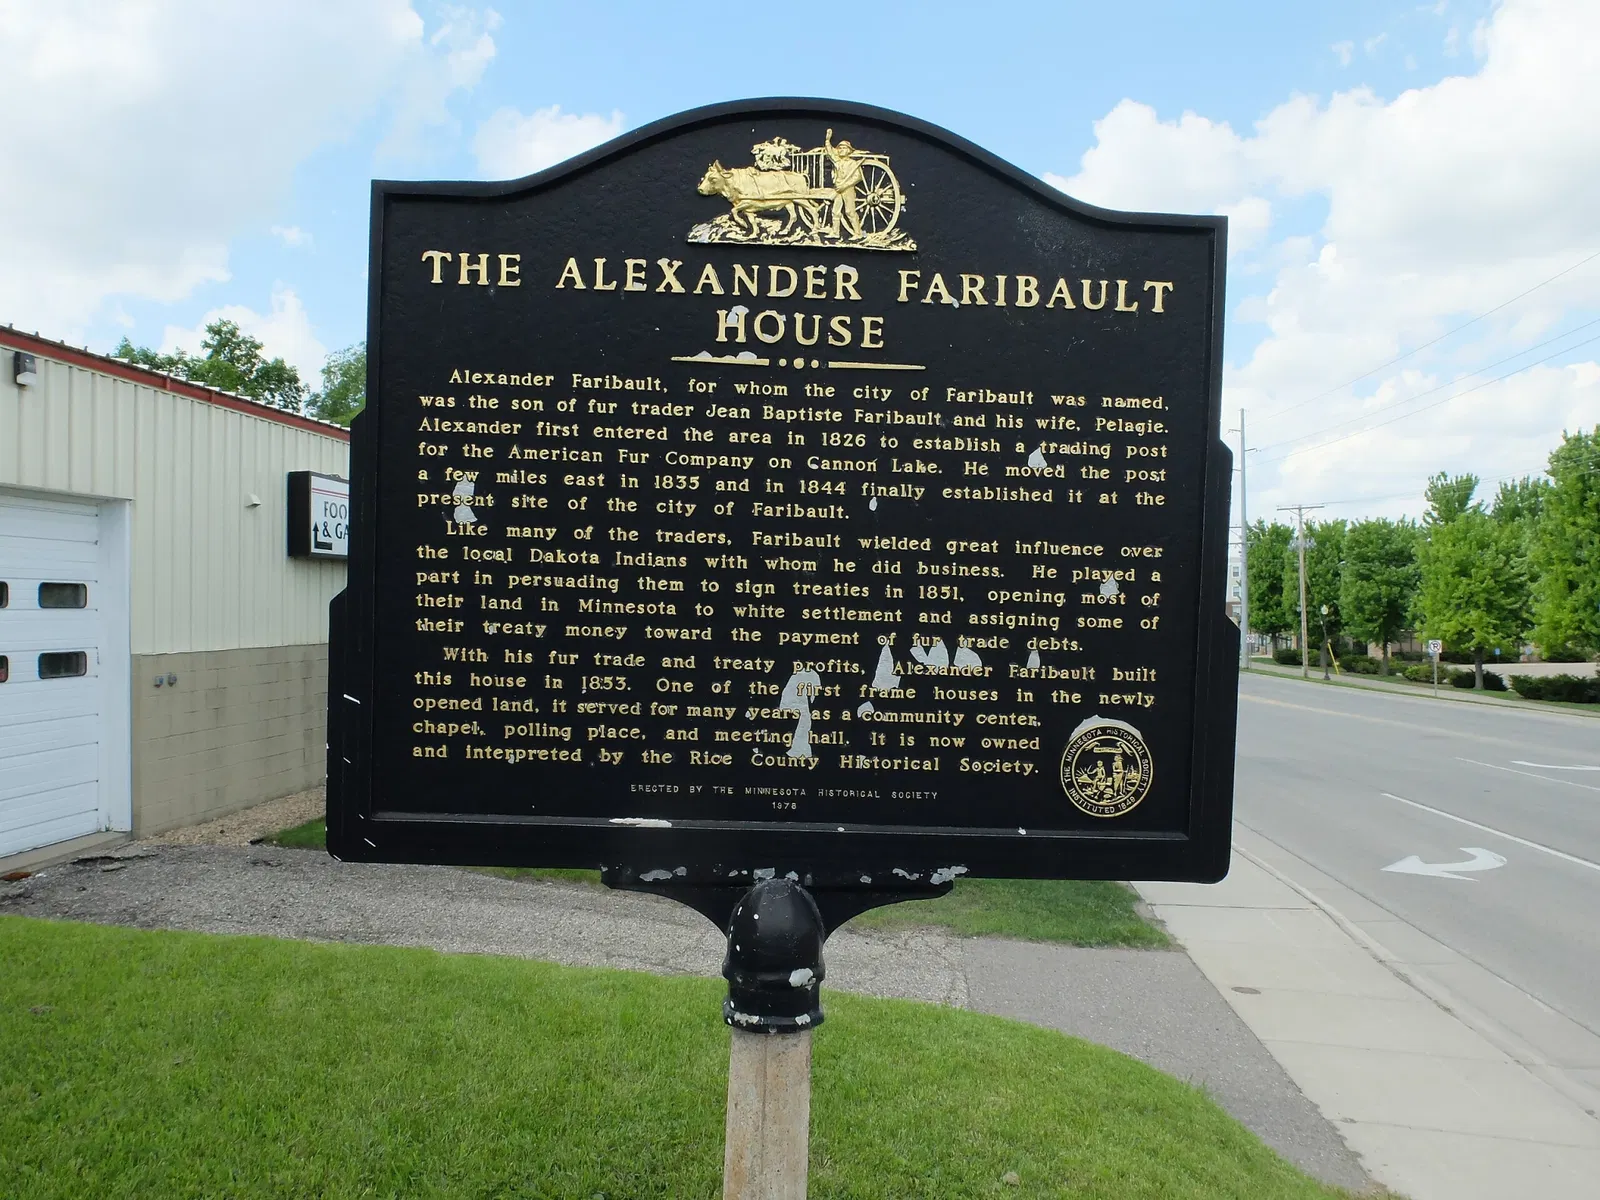 THE ALEXANDER FARIBAULT
HOUSE
Alexander Faribault, for whom the city of Faribault was named,
was the son of fur trader Jean Baptiste Faribault and his wife, Pelagie.
Alexander first entered the area in 1826 to establish a trading post
for the American Fur Company on Cannon Lake. He moved the post
a few miles east in 1835 and in 1844 finally established it at the
present site of the city of Faribault.
Like many of the traders, Faribault wielded great influence over
the local Dakota Indians with whom he did business. He played a
part in persuading them to sign treaties in 1851, opening most of
their land in Minnesota to white settlement and assigning some of
their treaty money toward the payment of fur trade debts.
With his fur trade and treaty profits, Alexander Faribault built
this house in 1853. One of the first frame houses in the newly
opened land, it served for many years as a community center,
chapel, polling place, and meeting hall. It is now owned
and interpreted by the Rice County Historical Society.
THE MINNESOTA HISTORICAL SOCIETY
INSTITUTED 1849
ERECTED BY THE MINNESOTA HISTORICAL SOCIETY
1976
FOO
& GA